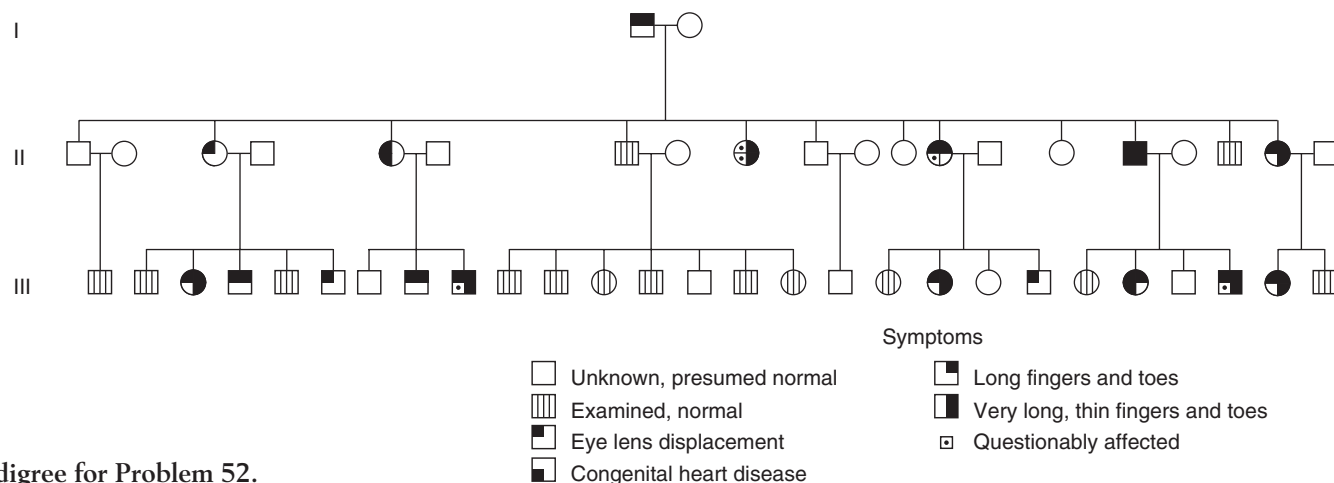 I
II
III
Symptoms
Unknown, presumed normal
Examined, normal
Eye lens displacement
Congenital heart disease
Long fingers and toes
Very long, thin fingers and toes
Questionably affected
digree for Problem 52.